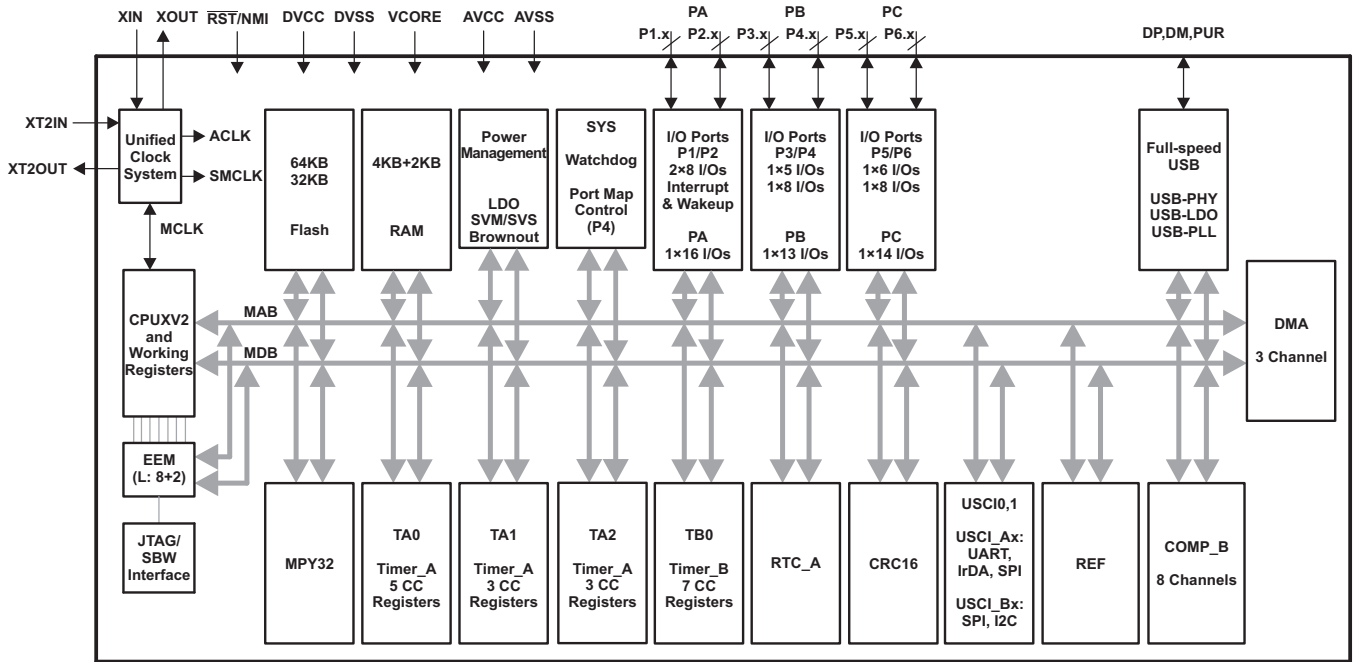 XIN XOUT RST/NMI DVCC DVSS VCORE AVCC AVSS
PA PB PC
P1.x P2.x P3.x P4.x P5.x P6.x
DP,DM,PUR
XT2IN
XT2OUT
Unified
Clock
System
ACLK
SMCLK
MCLK
64KB
32KB
Flash
4KB+2KB
RAM
Power
Management
LDO
SVM/SVS
Brownout
SYS
Watchdog
Port Map
Control
(P4)
I/O Ports
P1/P2
2×8 I/Os
Interrupt
& Wakeup
PA
1×16 I/Os
I/O Ports
P3/P4
1×5 I/Os
1×8 I/Os
PB
1×13 I/Os
I/O Ports
P5/P6
1×6 I/Os
1×8 I/Os
PC
1×14 I/Os
Full-speed
USB
USB-PHY
USB-LDO
USB-PLL
CPUXV2
and
Working
Registers
MAB
MDB
DMA
3 Channel
EEM
(L: 8+2)
JTAG/
SBW
Interface
MPY32
TA0
Timer_A
5 CC
Registers
TA1
Timer_A
3 CC
Registers
TA2
Timer_A
3 CC
Registers
TB0
Timer_B
7 CC
Registers
RTC_A
CRC16
USCI0,1
USCI_Ax:
UART,
IrDA, SPI
USCI_Bx:
SPI, I2C
REF
COMP_B
8 Channels